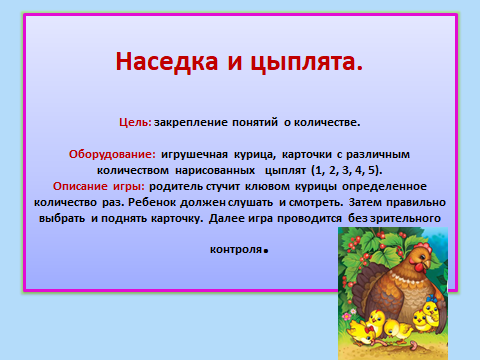 Наседка и цыплята.
Цель: закрепление понятий о количестве.
Оборудование: игрушечная курица, карточки с различным
количеством нарисованных цыплят (1, 2, 3, 4, 5).
Описание игры: родитель стучит клювом курицы определенное
количество раз. Ребенок должен слушать и смотреть. Затем правильно
выбрать и поднять карточку. Далее игра проводится без зрительного
контроля.